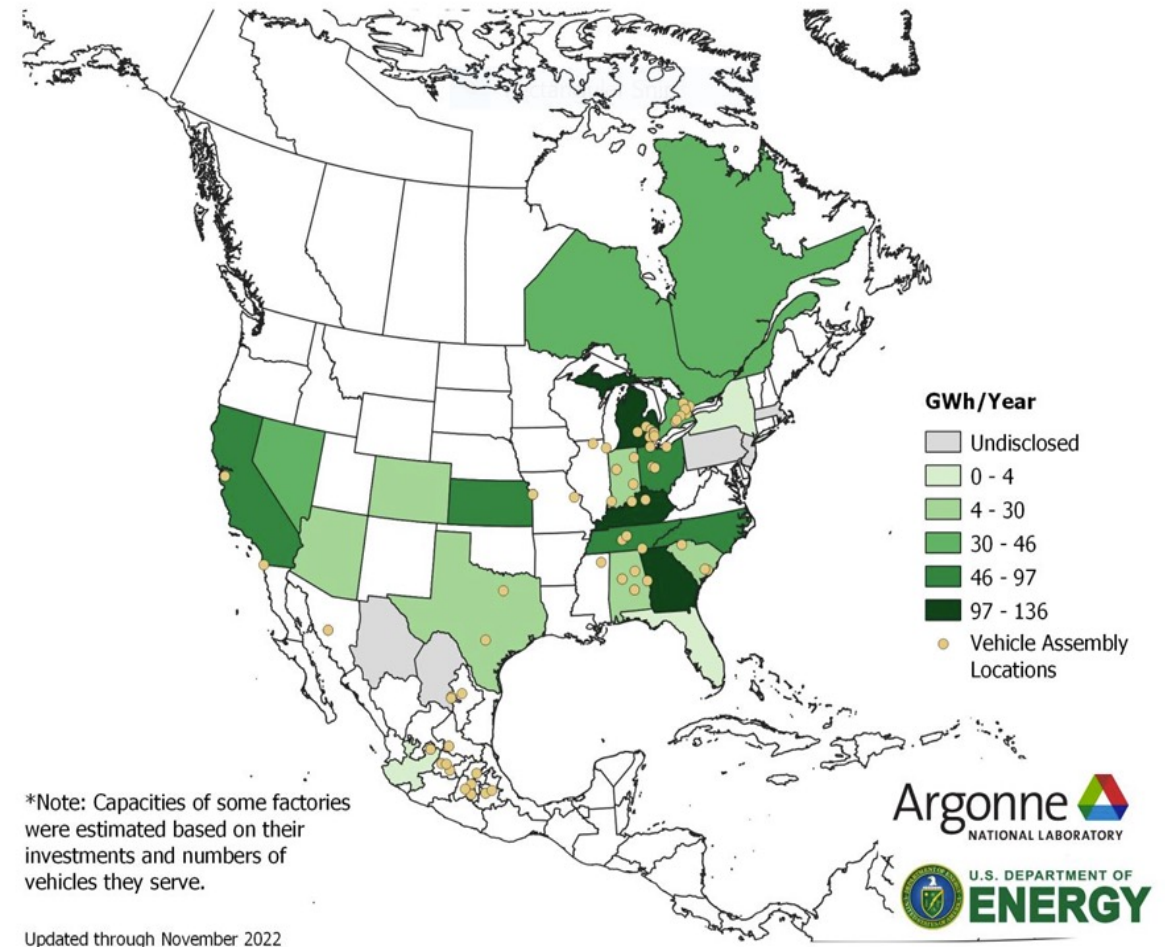 GWh/Year
Undisclosed
0 - 4
4 - 30
30 - 46
46 - 97
97 - 136
Vehicle Assembly
Locations
*Note: Capacities of some factories
were estimated based on their
investments and numbers of
vehicles they serve.
Updated through November 2022
Argonne
NATIONAL LABORATORY
U.S. DEPARTMENT OF
ENERGY